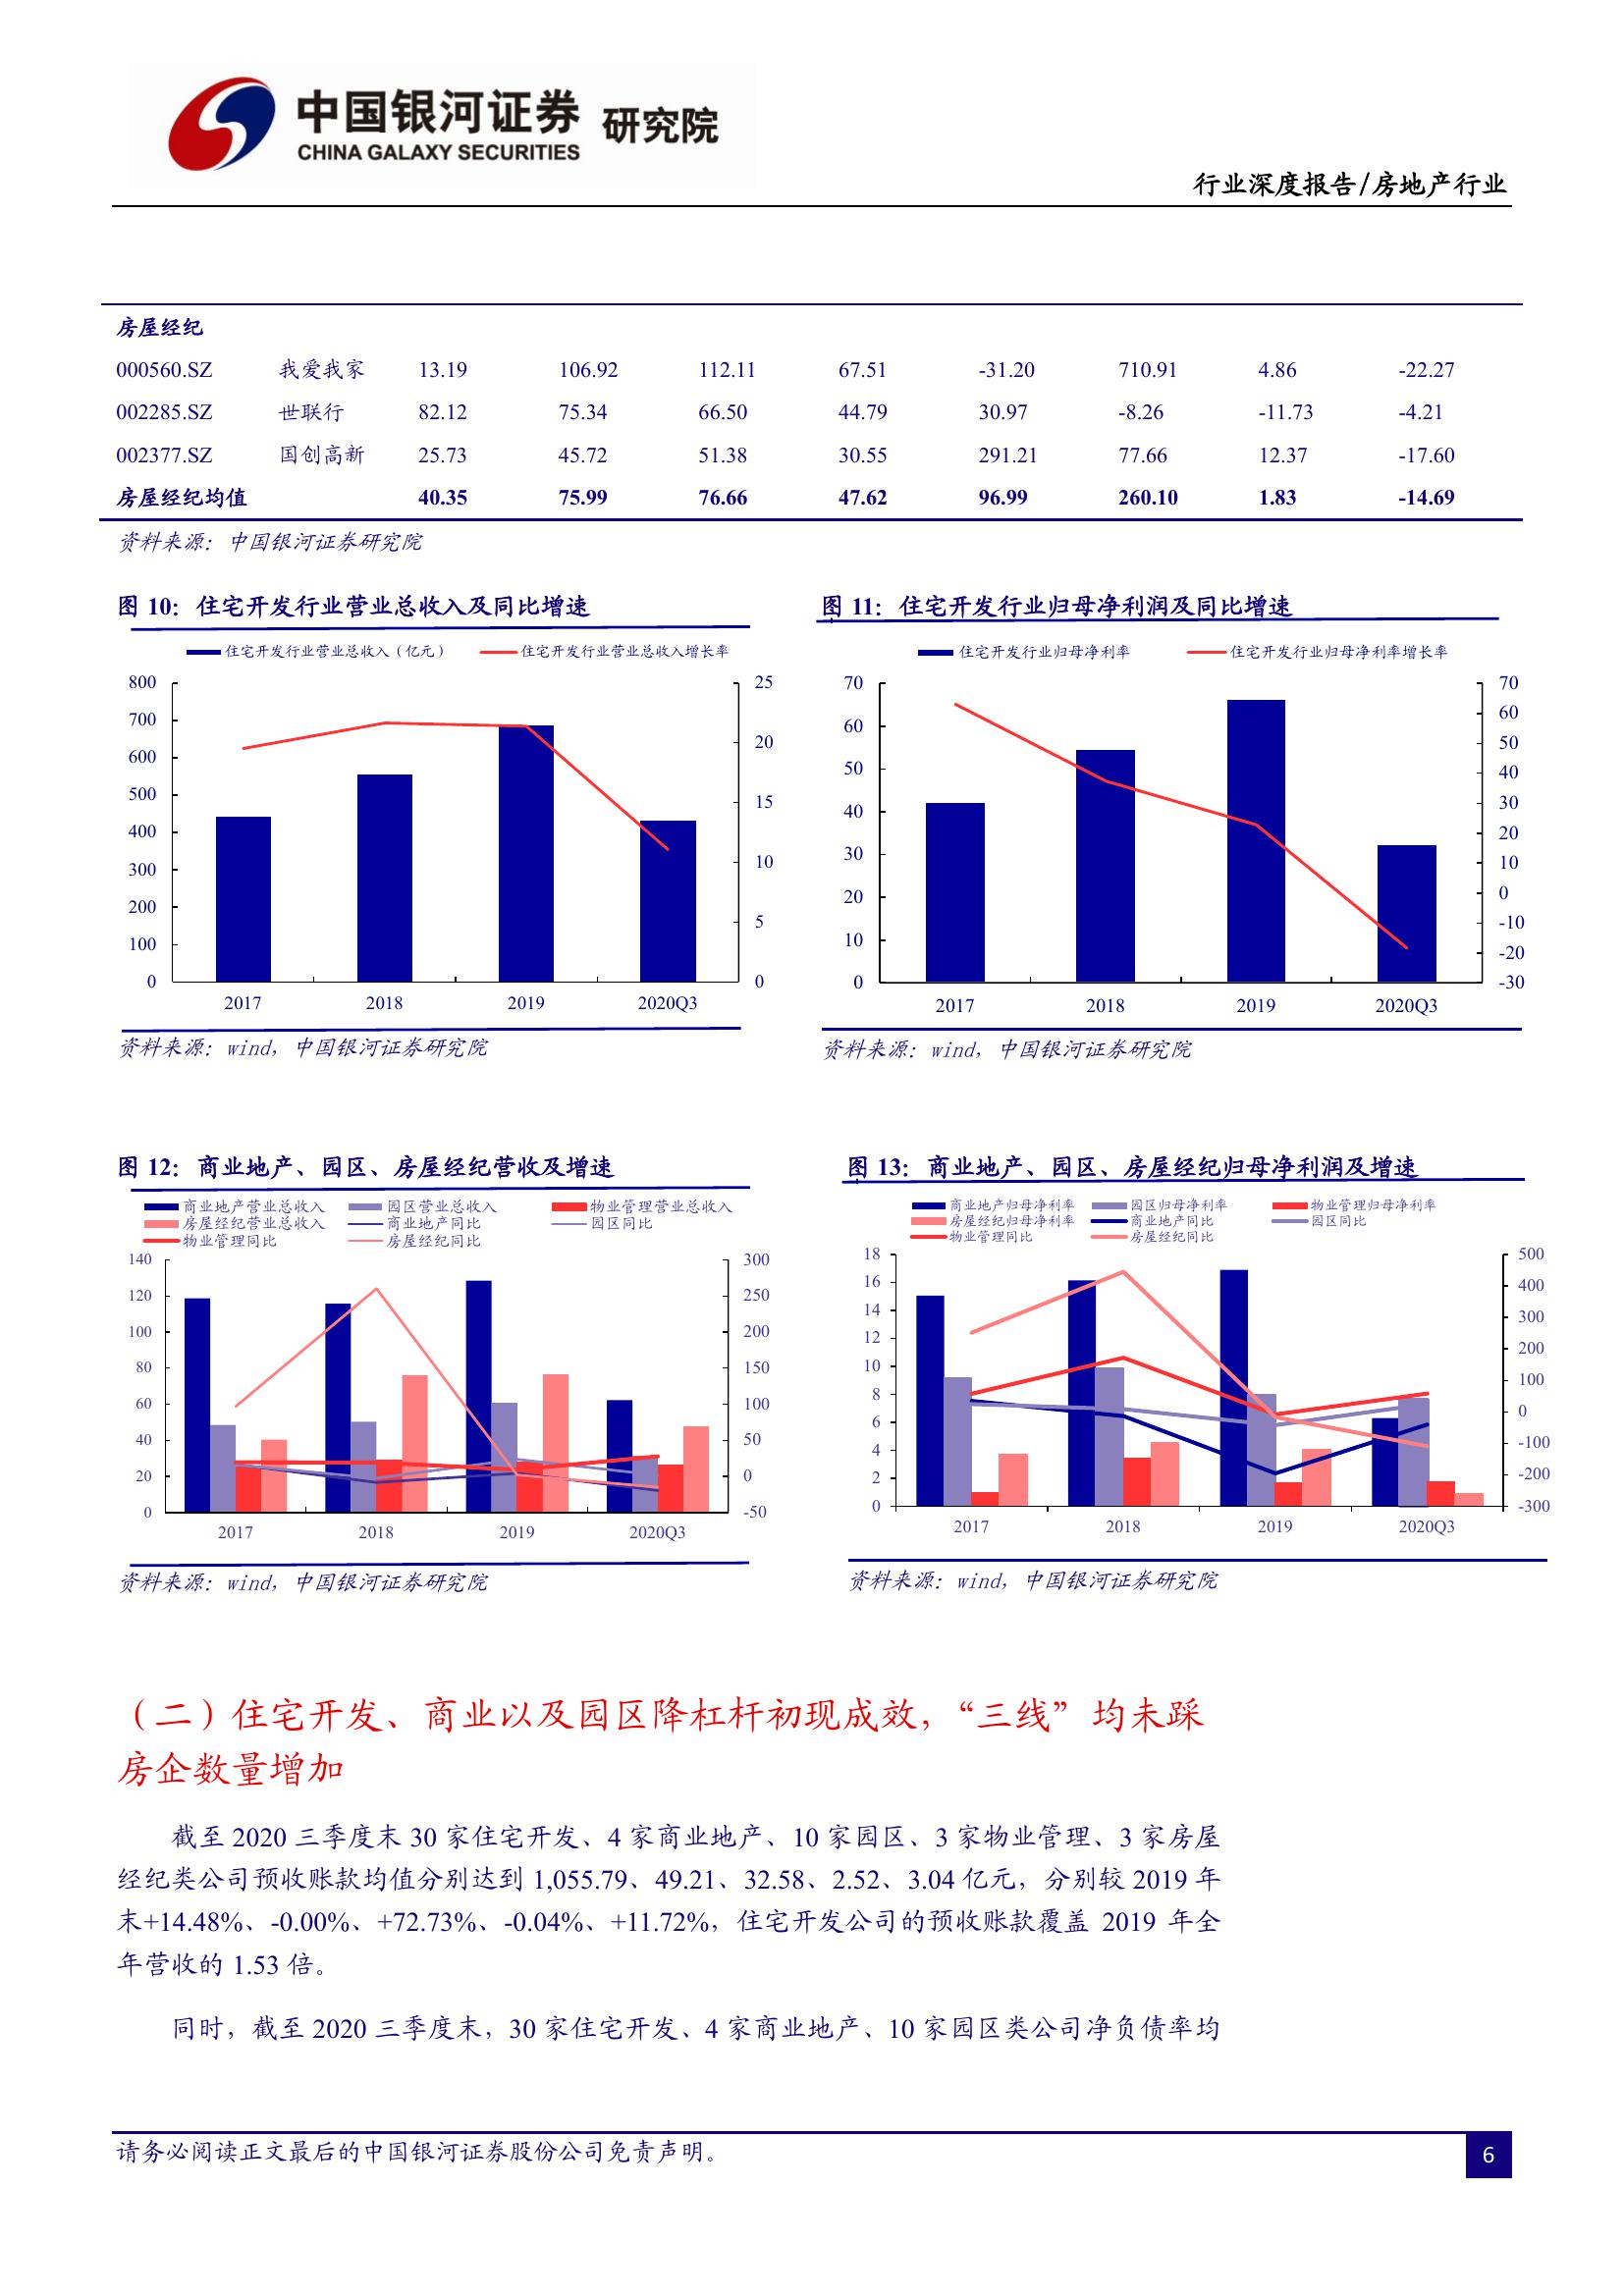 中国银河证券 研究院
CHINA GALAXY SECURITIES
行业深度报告/房地产行业
房屋经纪
000560.SZ 我爱我家 13.19 106.92 112.11 67.51 -31.20 710.91 4.86 -22.27
002285.SZ 世联行 82.12 75.34 66.50 44.79 30.97 -8.26 -11.73 -4.21
002377.SZ 国创高新 25.73 45.72 51.38 30.55 291.21 77.66 12.37 -17.60
房屋经纪均值 40.35 75.99 76.66 47.62 96.99 260.10 1.83 -14.69
资料来源：中国银河证券研究院
图 10：住宅开发行业营业总收入及同比增速
住宅开发行业营业总收入（亿元） 住宅开发行业营业总收入增长率
800 25
700
600 20
500 15
400
300 10
200 5
100
0 0
2017 2018 2019 2020Q3
资料来源：wind，中国银河证券研究院
图 11：住宅开发行业归母净利润及同比增速
住宅开发行业归母净利率 住宅开发行业归母净利率增长率
70 70
60 60
50 50
40 40
30 30
20 20
10 10
0 0
-10
-20
-30
2017 2018 2019 2020Q3
资料来源：wind，中国银河证券研究院
图 12：商业地产、园区、房屋经纪营收及增速
商业地产营业总收入 园区营业总收入 物业管理营业总收入
房屋经纪营业总收入 商业地产同比 园区同比
物业管理同比 房屋经纪同比
140 300
120 250
100 200
80 150
60 100
40 50
20 0
0 -50
2017 2018 2019 2020Q3
资料来源：wind，中国银河证券研究院
图 13：商业地产、园区、房屋经纪归母净利润及增速
商业地产归母净利率 园区归母净利率 物业管理归母净利率
房屋经纪归母净利率 商业地产同比 园区同比
物业管理同比 房屋经纪同比
18 500
16 400
14 300
12 200
10 100
8 0
6 -100
4 -200
2 -300
0
2017 2018 2019 2020Q3
资料来源：wind，中国银河证券研究院
（二）住宅开发、商业以及园区降杠杆初现成效，“三线”均未踩
房企数量增加
截至 2020 三季度末 30 家住宅开发、4 家商业地产、10 家园区、3 家物业管理、3 家房屋
经纪类公司预收账款均值分别达到 1,055.79、49.21、32.58、2.52、3.04 亿元，分别较 2019 年
末+14.48%、-0.00%、+72.73%、-0.04%、+11.72%，住宅开发公司的预收账款覆盖 2019 年全
年营收的 1.53 倍。
同时，截至 2020 三季度末，30 家住宅开发、4 家商业地产、10 家园区类公司净负债率均
请务必阅读正文最后的中国银河证券股份公司免责声明。
6